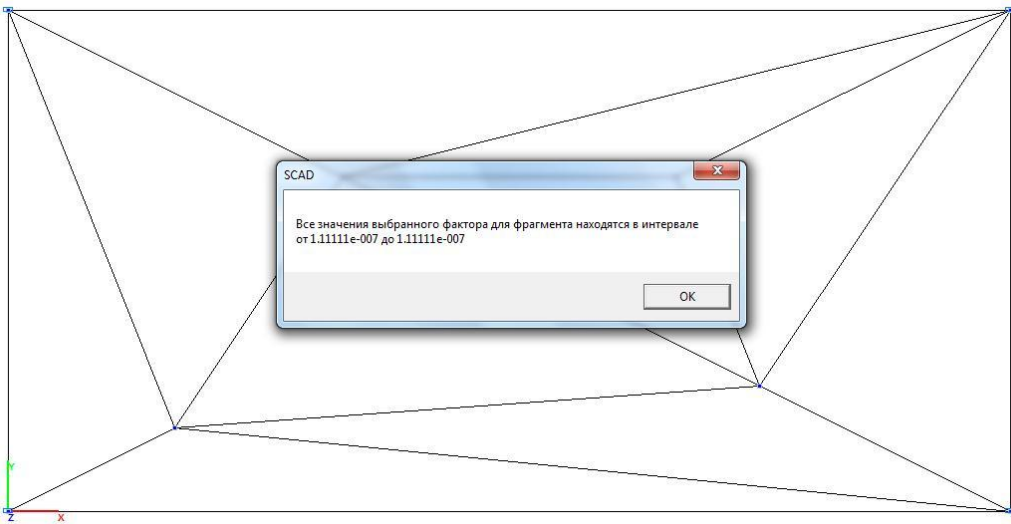 SCAD
Все значения выбранного фактора для фрагмента находятся в интервале
от 1.11111e-007 до 1.11111e-007
OK
Y
Z
X